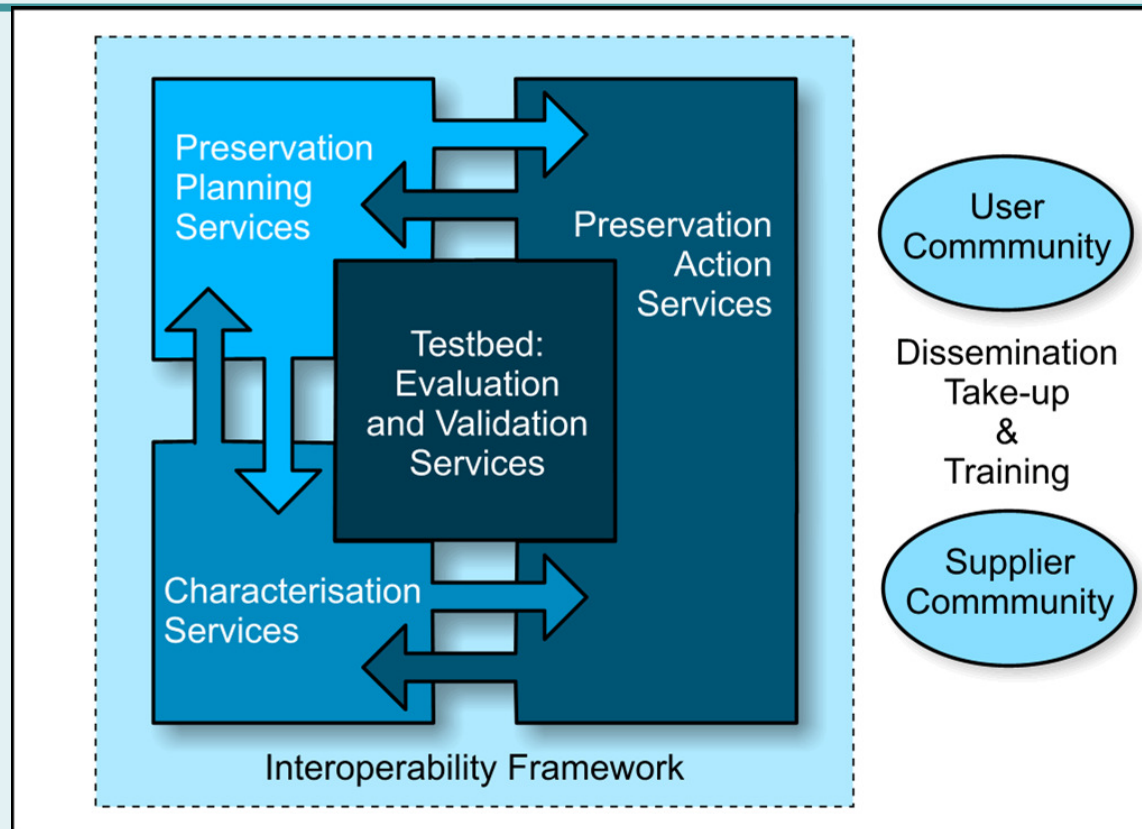 Preservation
Planning
Services
Preservation
Action
Services
Testbed:
Evaluation
and Validation
Services
Characterisation
Services
Interoperability Framework
User
Commmunity
Dissemination
Take-up
&
Training
Supplier
Commmunity